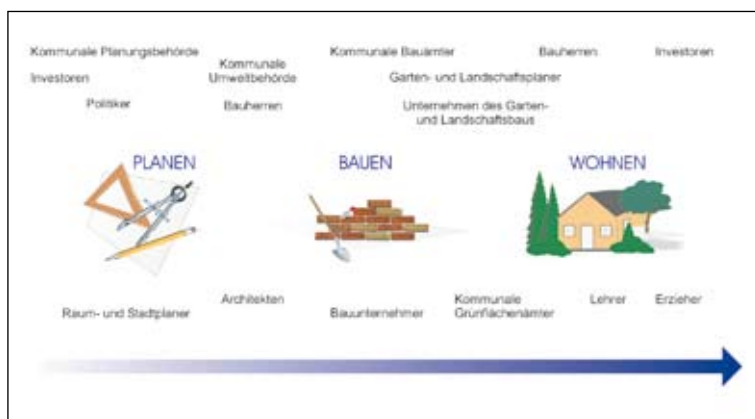 Kommunale Planungsbehörde
Kommunale
Umweltbehörde
Kommunale Bauämter
Bauherren
Investoren
Investoren
Garten- und Landschaftsplaner
Politiker
Bauherren
Unternehmen des Garten-
und Landschaftsbaus
PLANEN
BAUEN
WOHNEN
Raum- und Stadtplaner
Architekten
Bauunternehmer
Kommunale
Grünflächenämter
Lehrer
Erzieher